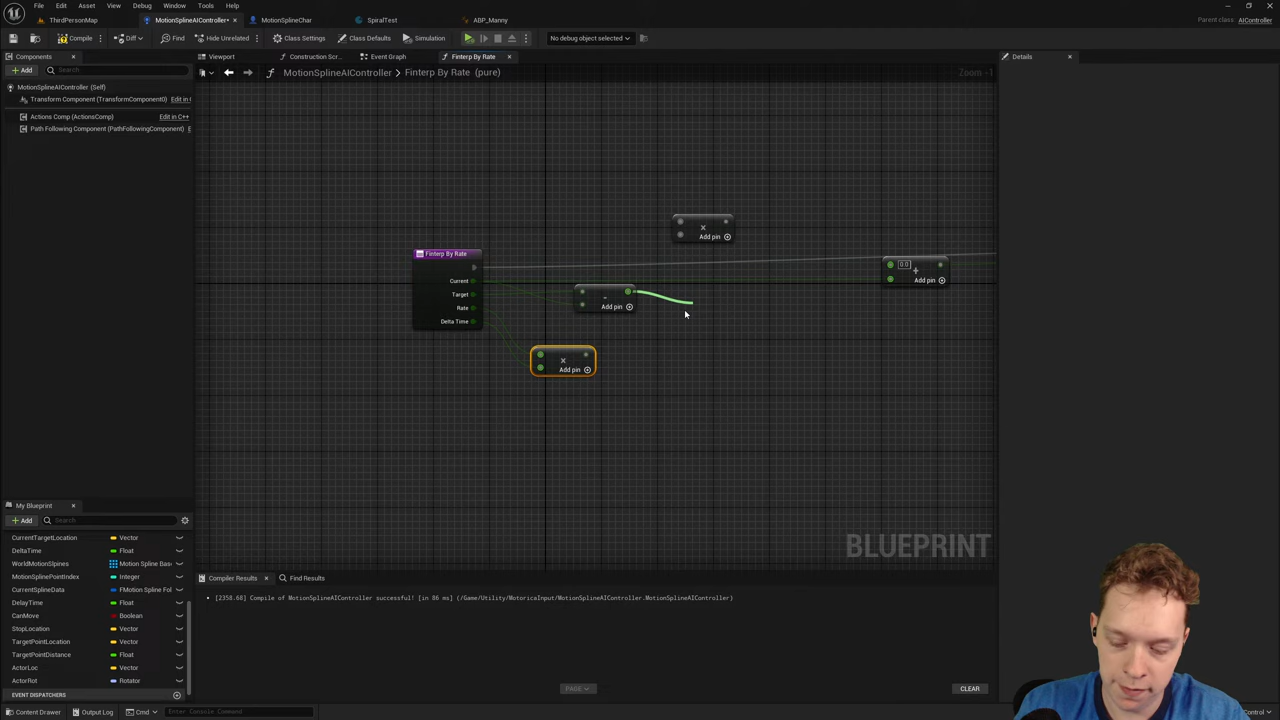 File Edit Asset View Debug Window Tools Help
ThirdPersonMap MotionSplineAIController• MotionSplineChar SpiralTest ABP_Manny Parent class: AIController
Compile Diff Find Hide Unrelated Class Settings Class Defaults Simulation No debug object selected
Components Viewport Construction Scr... Event Graph Finterp By Rate Details
Add Search MotionSplineAIController > Finterp By Rate (pure) Zoom -1
MotionSplineAIController (Self)
Transform Component (TransformComponent0) Edit in C
Actions Comp (ActionsComp) Edit in C++
Path Following Component (PathFollowingComponent)
x
Add pin
Finterp By Rate
0.0 +
Current Add pin
Target -
Rate Add pin
Delta Time
x
Add pin
My Blueprint
Add Search
CurrentTargetLocation Vector
DeltaTime Float
WorldMotionSplines Motion Spline Bas
MotionSplinePointIndex Integer
CurrentSplineData FMotion Spline Fol
DelayTime Float
CanMove Boolean
StopLocation Vector
TargetPointLocation Vector
TargetPointDistance Float
ActorLoc Vector
ActorRot Rotator
EVENT DISPATCHERS
BLUEPRINT
Compiler Results Find Results
[2358.68] Compile of MotionSplineAIController successful! [in 86 ms] (/Game/Utility/MotoricaInput/MotionSplineAIController.MotionSplineAIController)
PAGE CLEAR
Content Drawer Output Log Cmd Enter Console Command Control